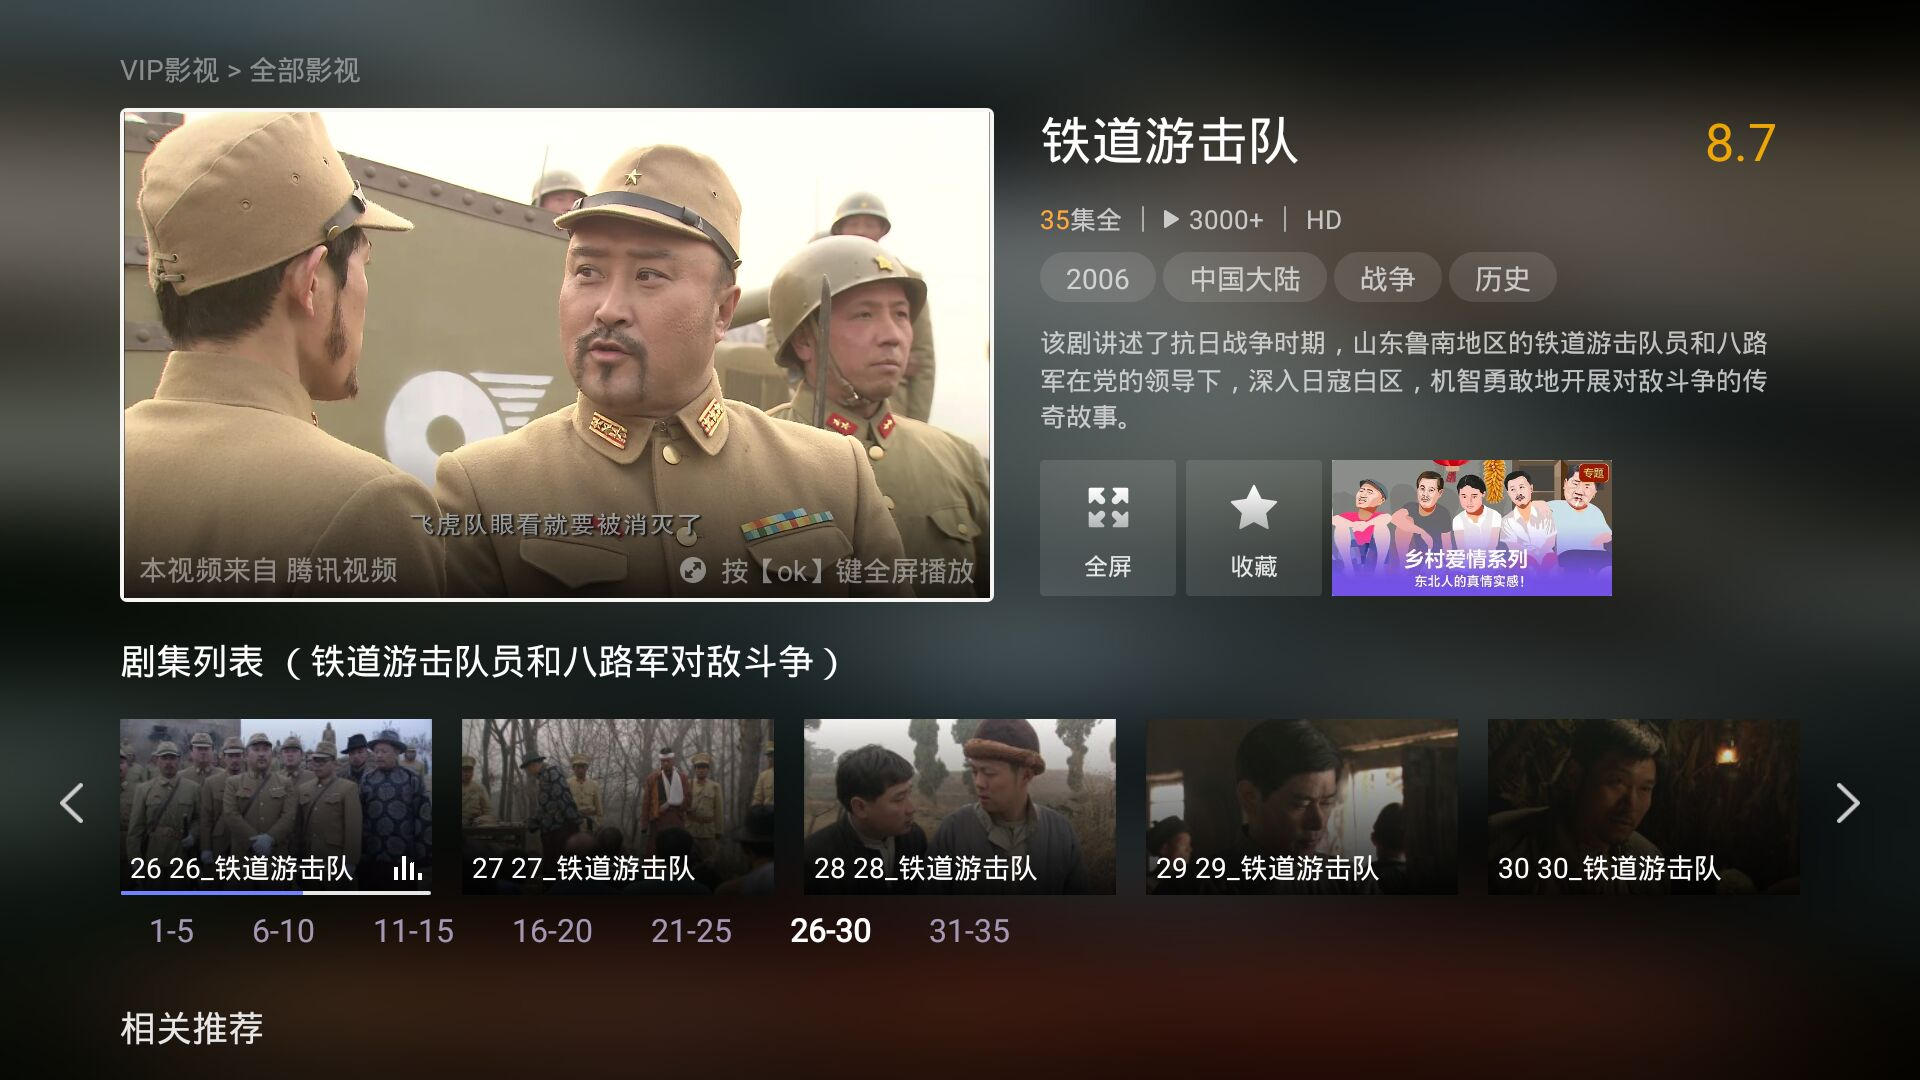 VIP影视 > 全部影视
铁道游击队
8.7
35集全 | 3000+ | HD
2006 中国大陆 战争 历史
该剧讲述了抗日战争时期，山东鲁南地区的铁道游击队员和八路
军在党的领导下，深入日寇白区，机智勇敢地开展对敌斗争的传
奇故事。
飞虎队眼看就要被消灭了
本视频来自 腾讯视频
按【ok】键全屏播放
全屏
收藏
专题
乡村爱情系列
东北人的真情实感!
剧集列表（铁道游击队员和八路军对敌斗争）
26 26_铁道游击队
27 27_铁道游击队
28 28_铁道游击队
29 29_铁道游击队
30 30_铁道游击队
1-5 6-10 11-15 16-20 21-25 26-30 31-35
相关推荐